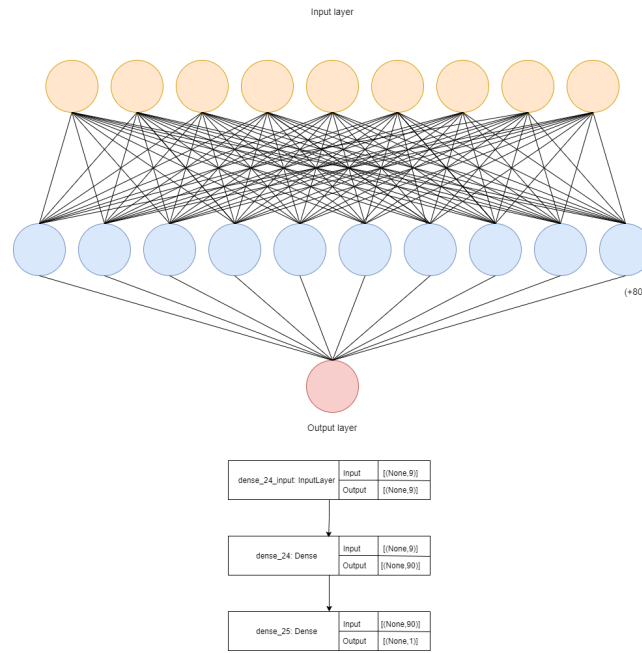 Input layer
(+80
Output layer
dense_24_input: InputLayer
Input
[(None,9)]
Output
[(None,9)]
dense_24: Dense
Input
[(None,9)]
Output
[(None,90)]
dense_25: Dense
Input
[(None,90)]
Output
[(None,1)]